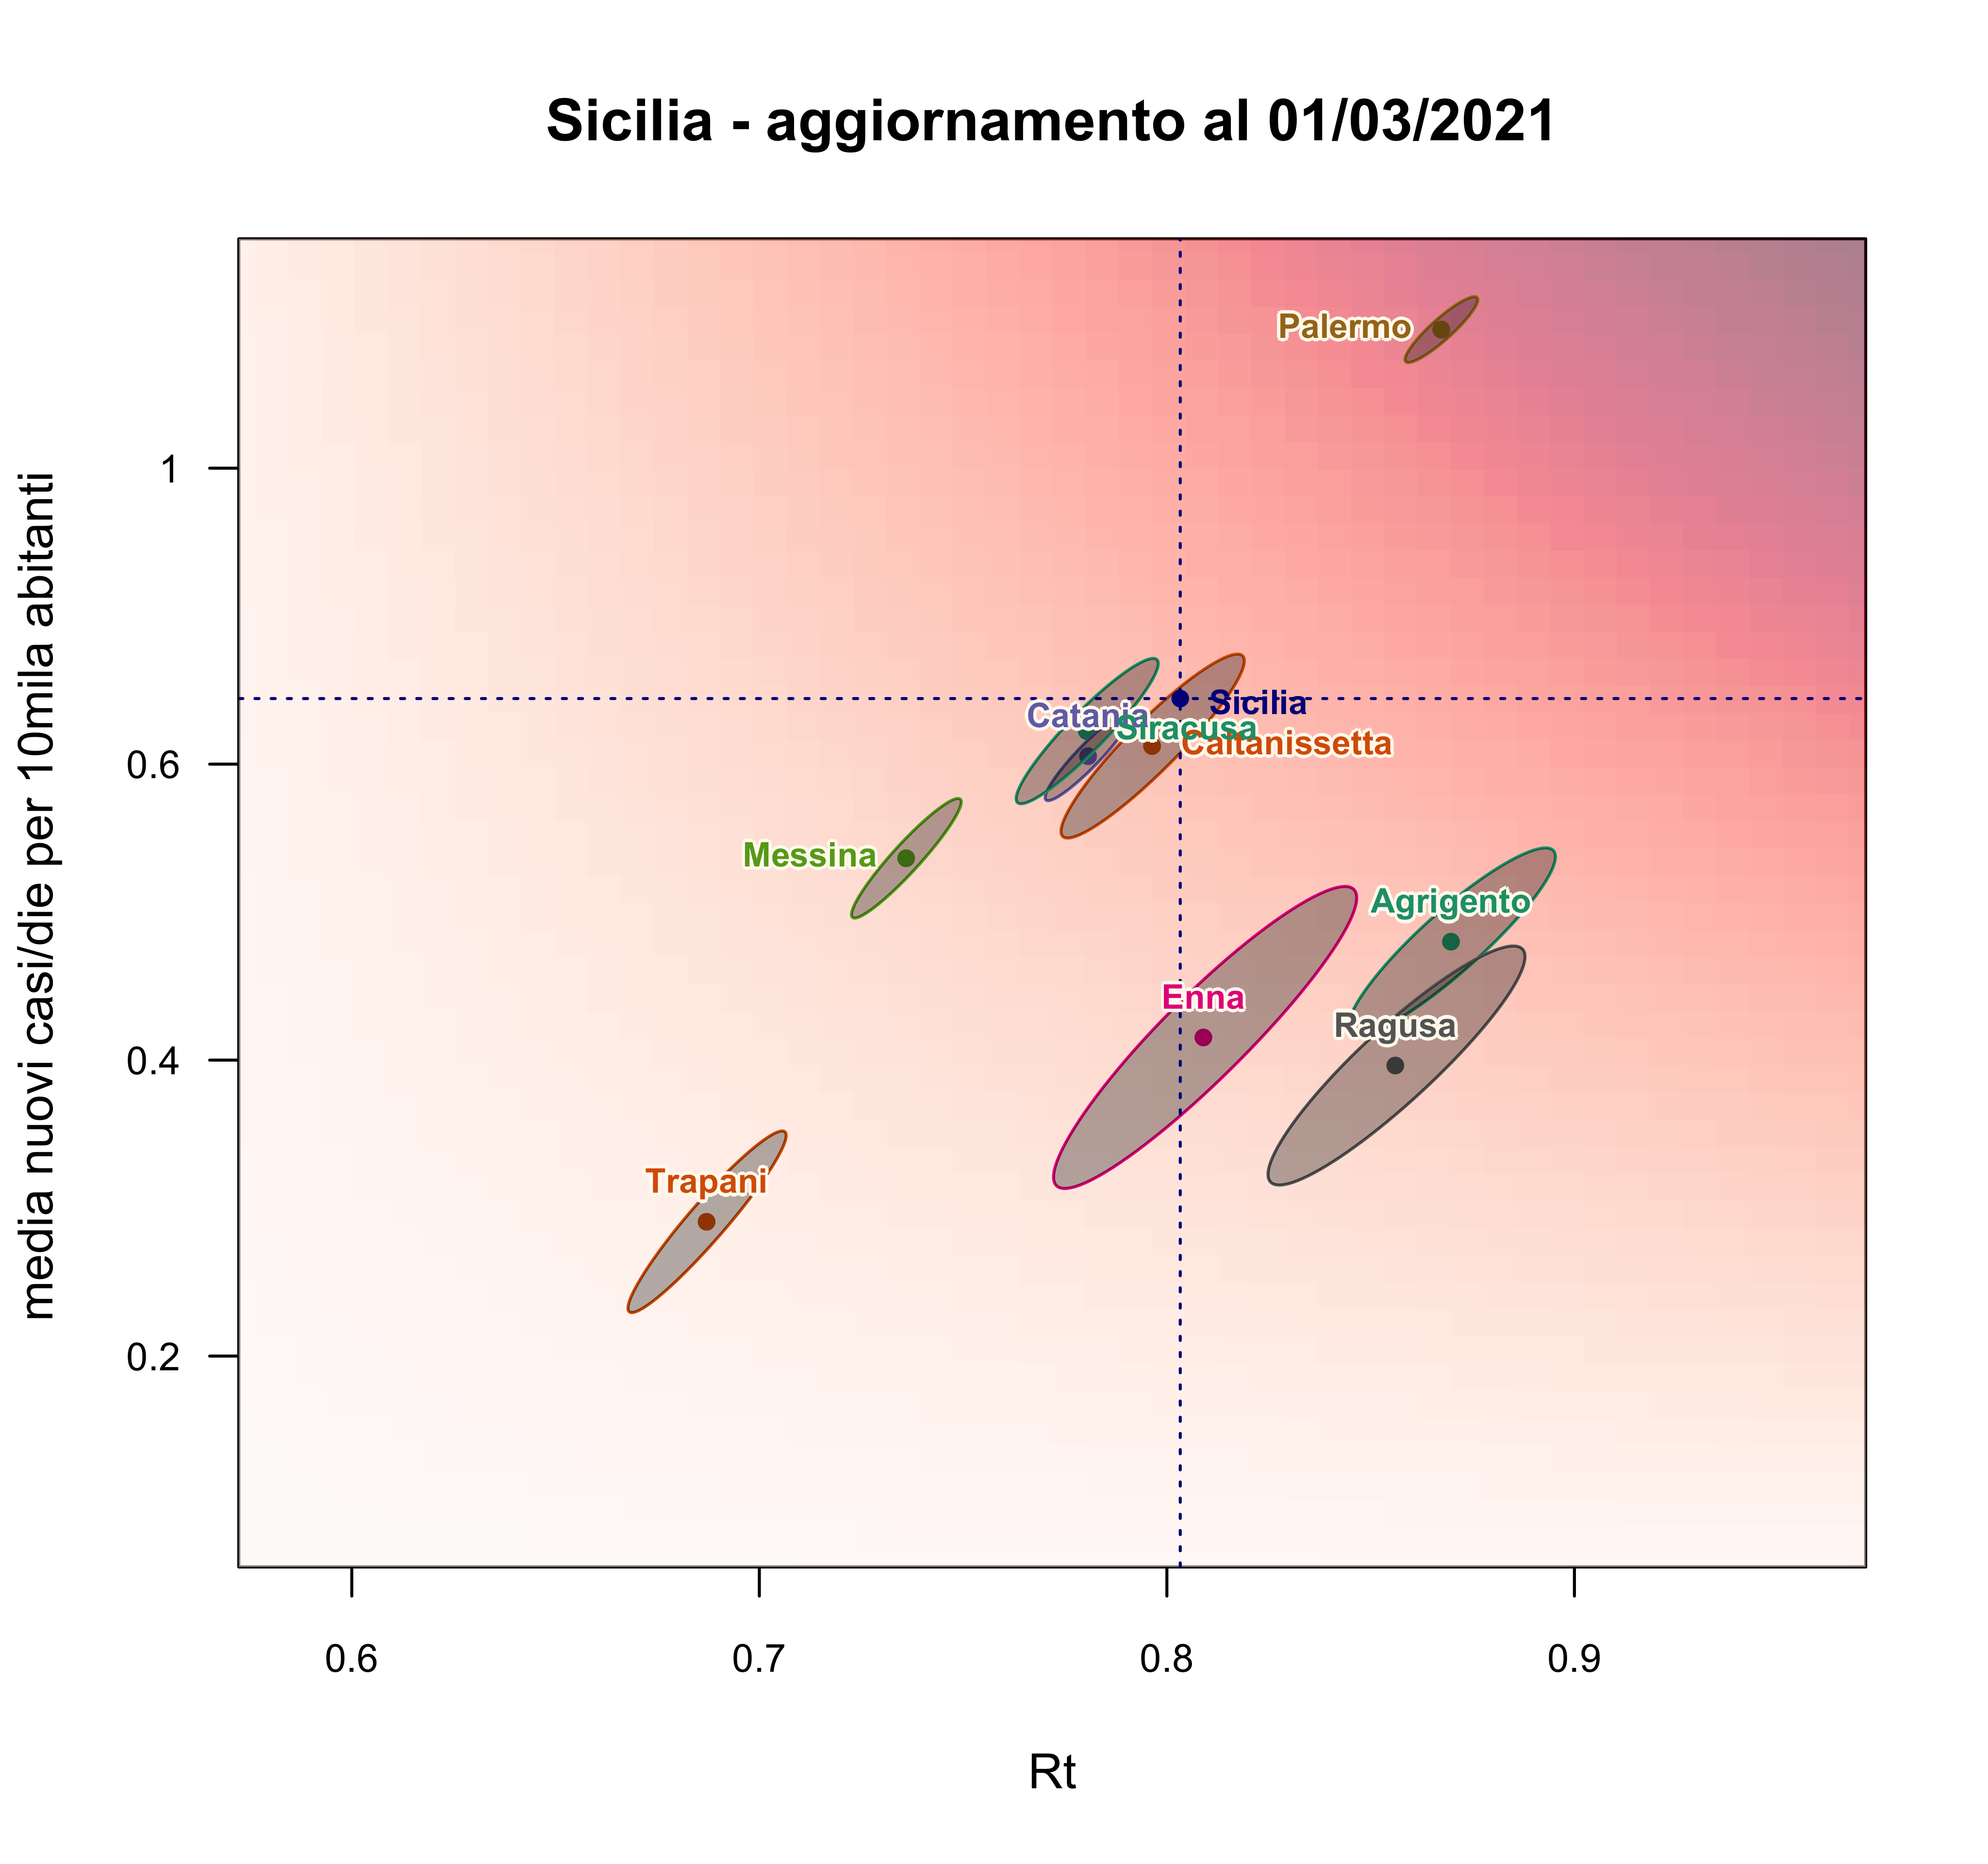 Sicilia - aggiornamento al 01/03/2021
media nuovi casi/die per 10mila abitanti
1
0.6
0.4
0.2
Palermo
Sicilia
Catania
Siracusa
Caltanissetta
Messina
Agrigento
Enna
Ragusa
Trapani
0.6
0.7
0.8
0.9
Rt